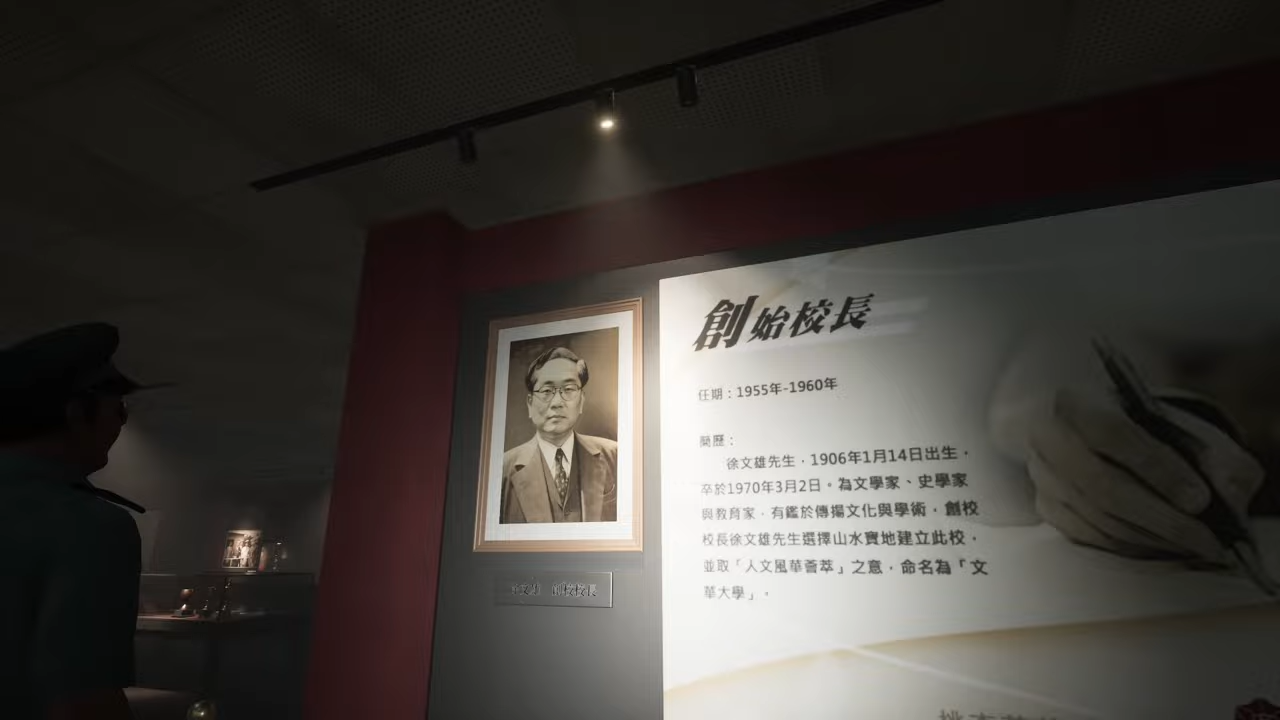 創始校長
任期：1955年-1960年
簡歷：
徐文雄先生，1906年1月14日出生，
卒於1970年3月2日。為文學家、史學家
與教育家，有鑑於傳揚文化與學術，創校
校長徐文雄先生選擇山水寶地建立此校，
並取「人文風華薈萃」之意，命名為「文
華大學」。
創校校長